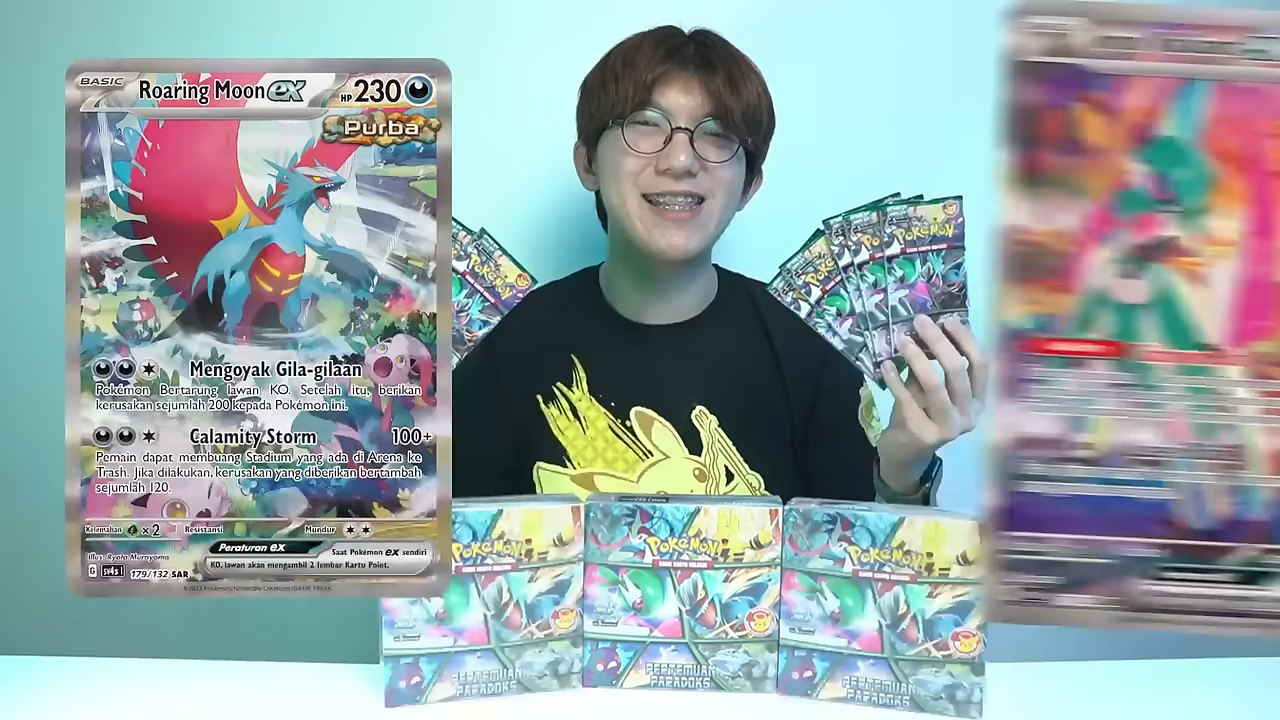 BASIC Roaring Moon ex HP 230
Purba
Mengoyak Gila-gilaan
Pokémon Bertarung lawan KO. Setelah itu, berikan
kerusakan sejumlah 200 kepada Pokémon ini.
Calamity Storm 100+
Pemain dapat membuang Stadium yang ada di Arena ke
Trash. Jika dilakukan, kerusakan yang diberikan bertambah
sejumlah 120.
Kelemahan ×2 Resistansi Mundur
Peraturan ex
Saat Pokémon ex sendiri
KO, lawan akan mengambil 2 lembar Kartu Point.
Illus. Ryota Murayama
G sv4s I 179/132 SAR
POKéMON
POKéMON
POKéMON
POKéMON
POKéMON
POKéMON
PERTEMUAN
PARADOKS
PERTEMUAN
PARADOKS
PERTEMUAN
PARADOKS